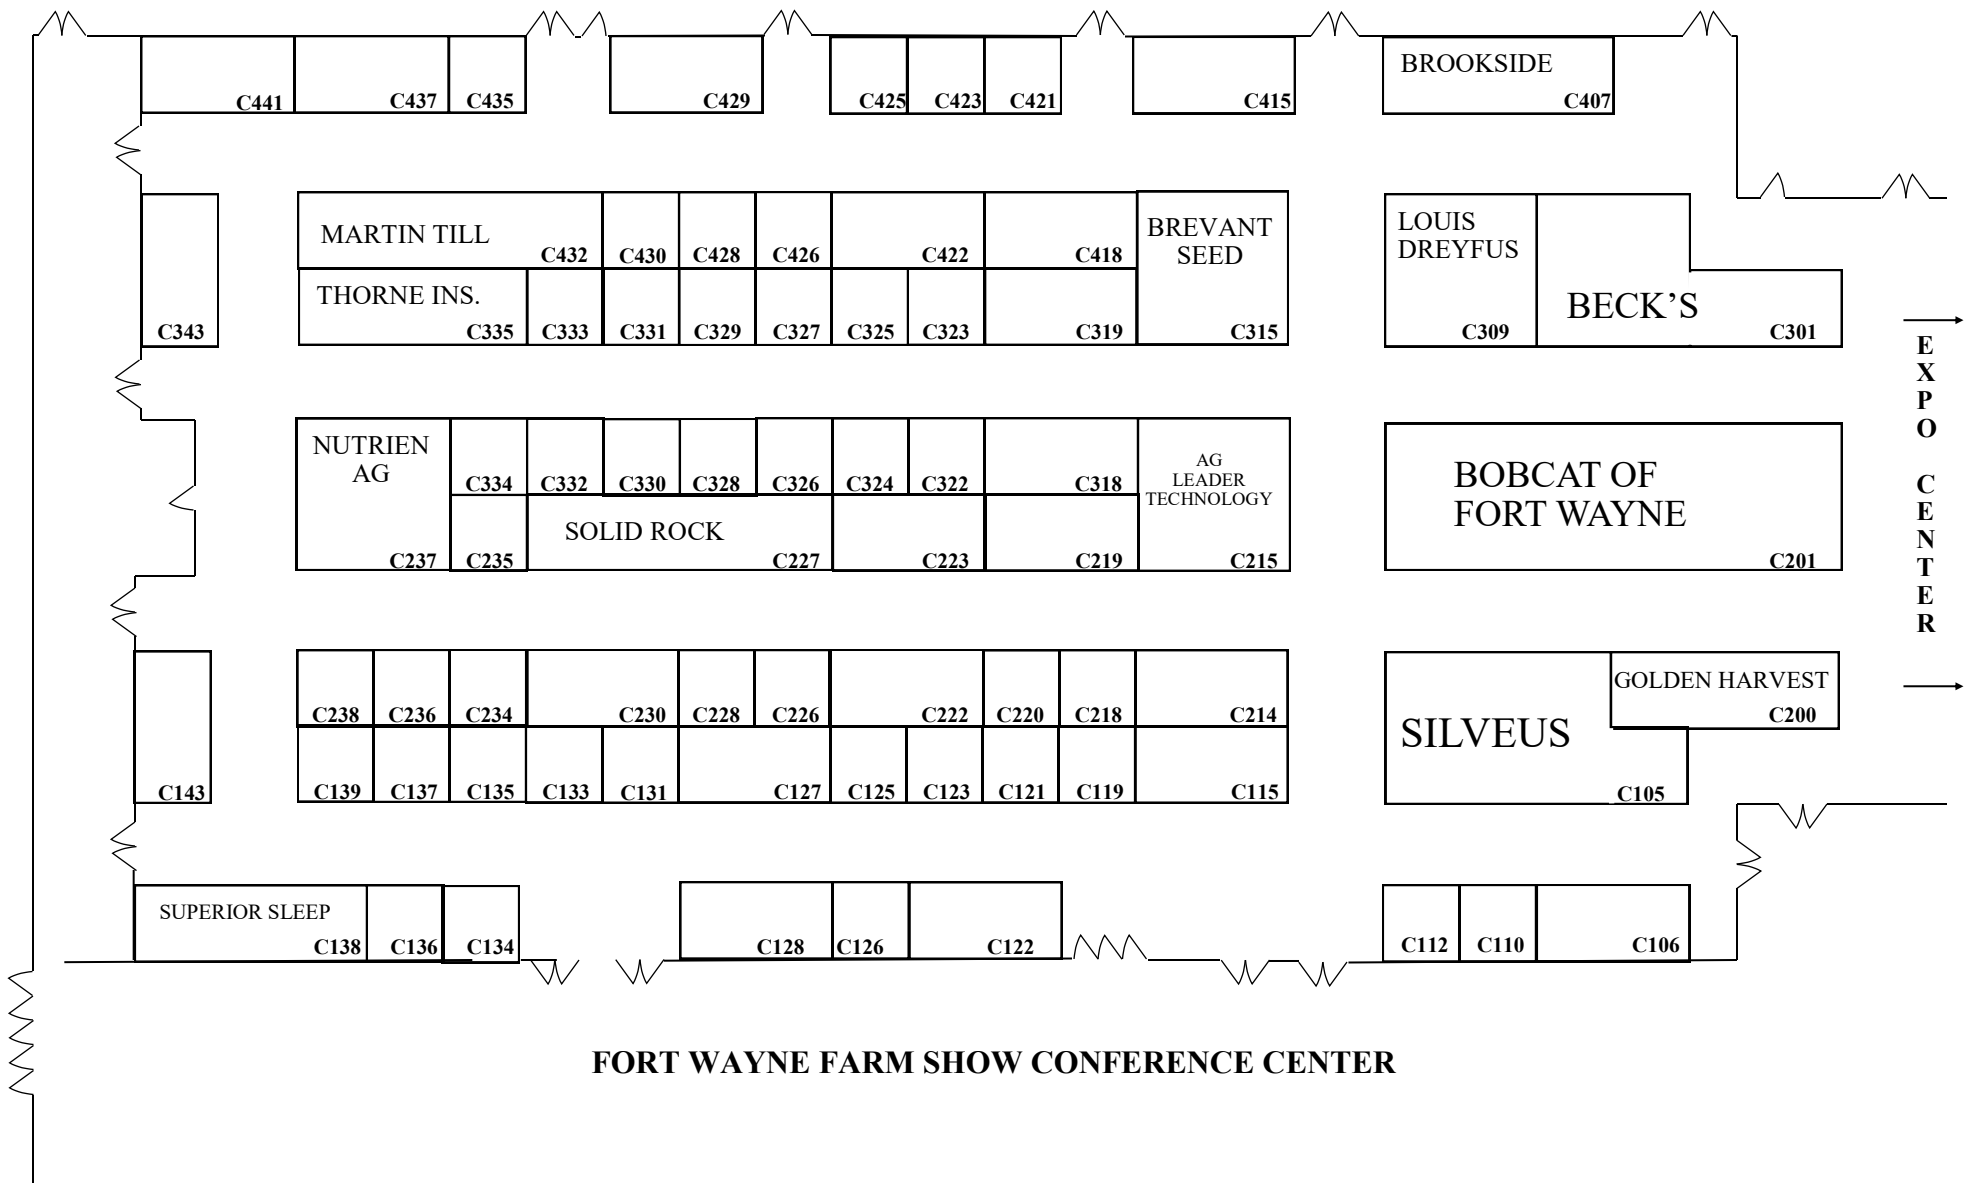 BROOKSIDE
C441 C437 C435 C429 C425 C423 C421 C415 C407
MARTIN TILL
C432 C430 C428 C426 C422 C418
BREVANT
SEED
LOUIS
DREYFUS
THORNE INS.
BECK’S
C343 C335 C333 C331 C329 C327 C325 C323 C319 C315 C309 C301
NUTRIEN
AG
C334 C332 C330 C328 C326 C324 C322 C318
AG
LEADER
TECHNOLOGY
BOBCAT OF
FORT WAYNE
SOLID ROCK
C237 C235 C227 C223 C219 C215 C201
E
X
P
O
C
E
N
T
E
R
GOLDEN HARVEST
C238 C236 C234 C230 C228 C226 C222 C220 C218 C214 C200
SILVEUS
C143 C139 C137 C135 C133 C131 C127 C125 C123 C121 C119 C115 C105
SUPERIOR SLEEP
C138 C136 C134 C128 C126 C122 C112 C110 C106
FORT WAYNE FARM SHOW CONFERENCE CENTER